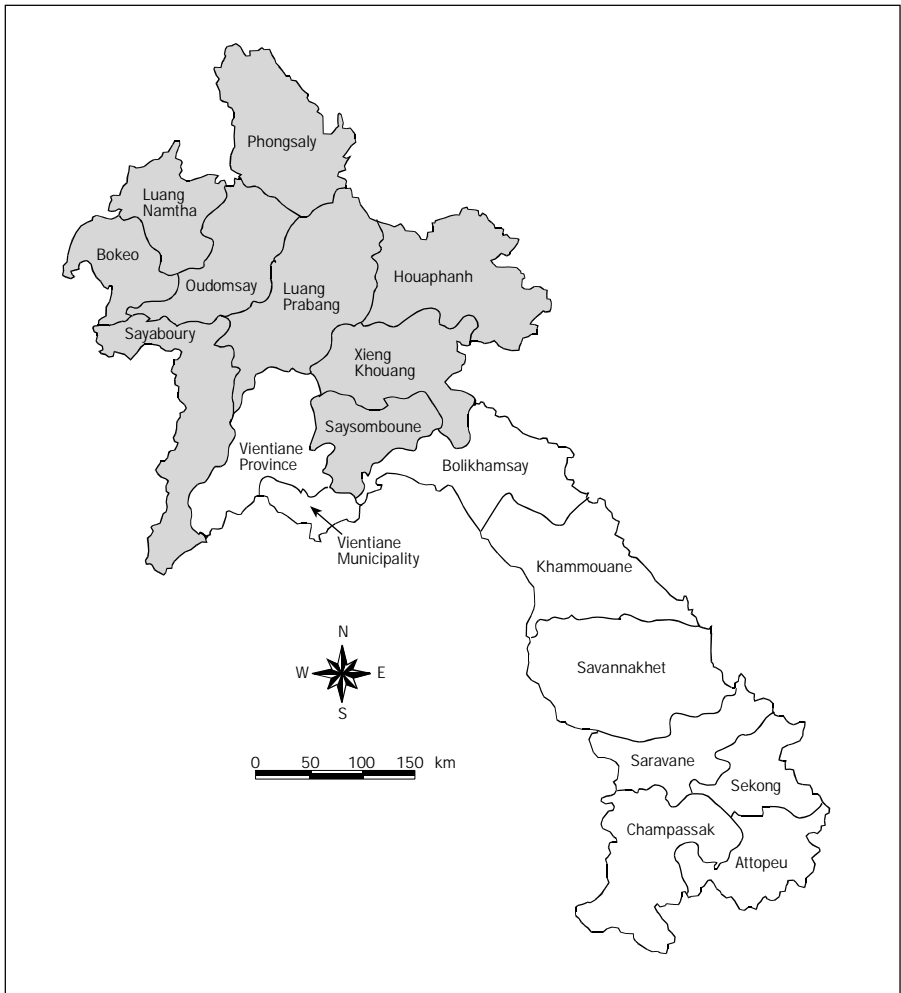 Phongsaly
Luang
Namtha
Bokeo
Oudomsay
Luang
Prabang
Houaphanh
Sayaboury
Xieng
Khouang
Saysomboune
Vientiane
Province
Bolikhamsay
Vientiane
Municipality
Khammouane
N
W E
S
Savannakhet
0 50 100 150 km
Saravane
Sekong
Champassak
Attopeu